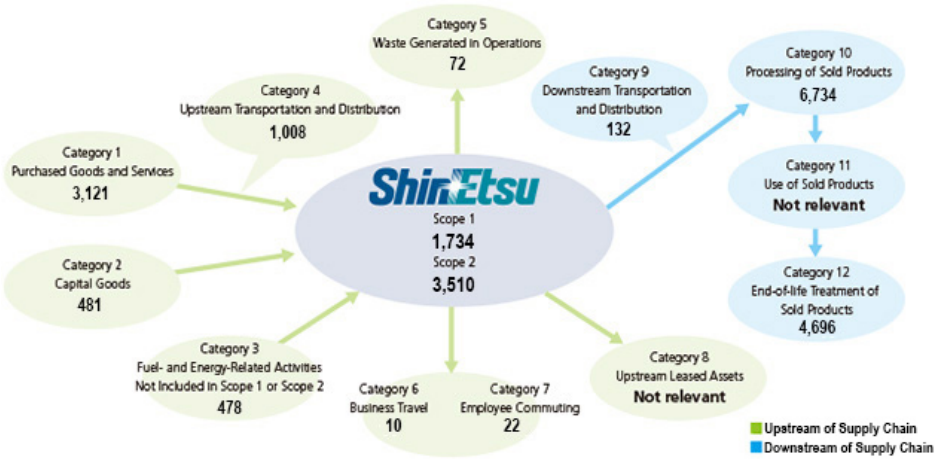 Category 5
Waste Generated in Operations
72
Category 4
Upstream Transportation and Distribution
1,008
Category 9
Downstream Transportation
and Distribution
132
Category 10
Processing of Sold Products
6,734
Category 1
Purchased Goods and Services
3,121
ShinEtsu
Scope 1
1,734
Scope 2
3,510
Category 11
Use of Sold Products
Not relevant
Category 2
Capital Goods
481
Category 12
End-of-life Treatment of
Sold Products
4,696
Category 3
Fuel- and Energy-Related Activities
Not Included in Scope 1 or Scope 2
478
Category 6
Business Travel
10
Category 7
Employee Commuting
22
Category 8
Upstream Leased Assets
Not relevant
Upstream of Supply Chain
Downstream of Supply Chain